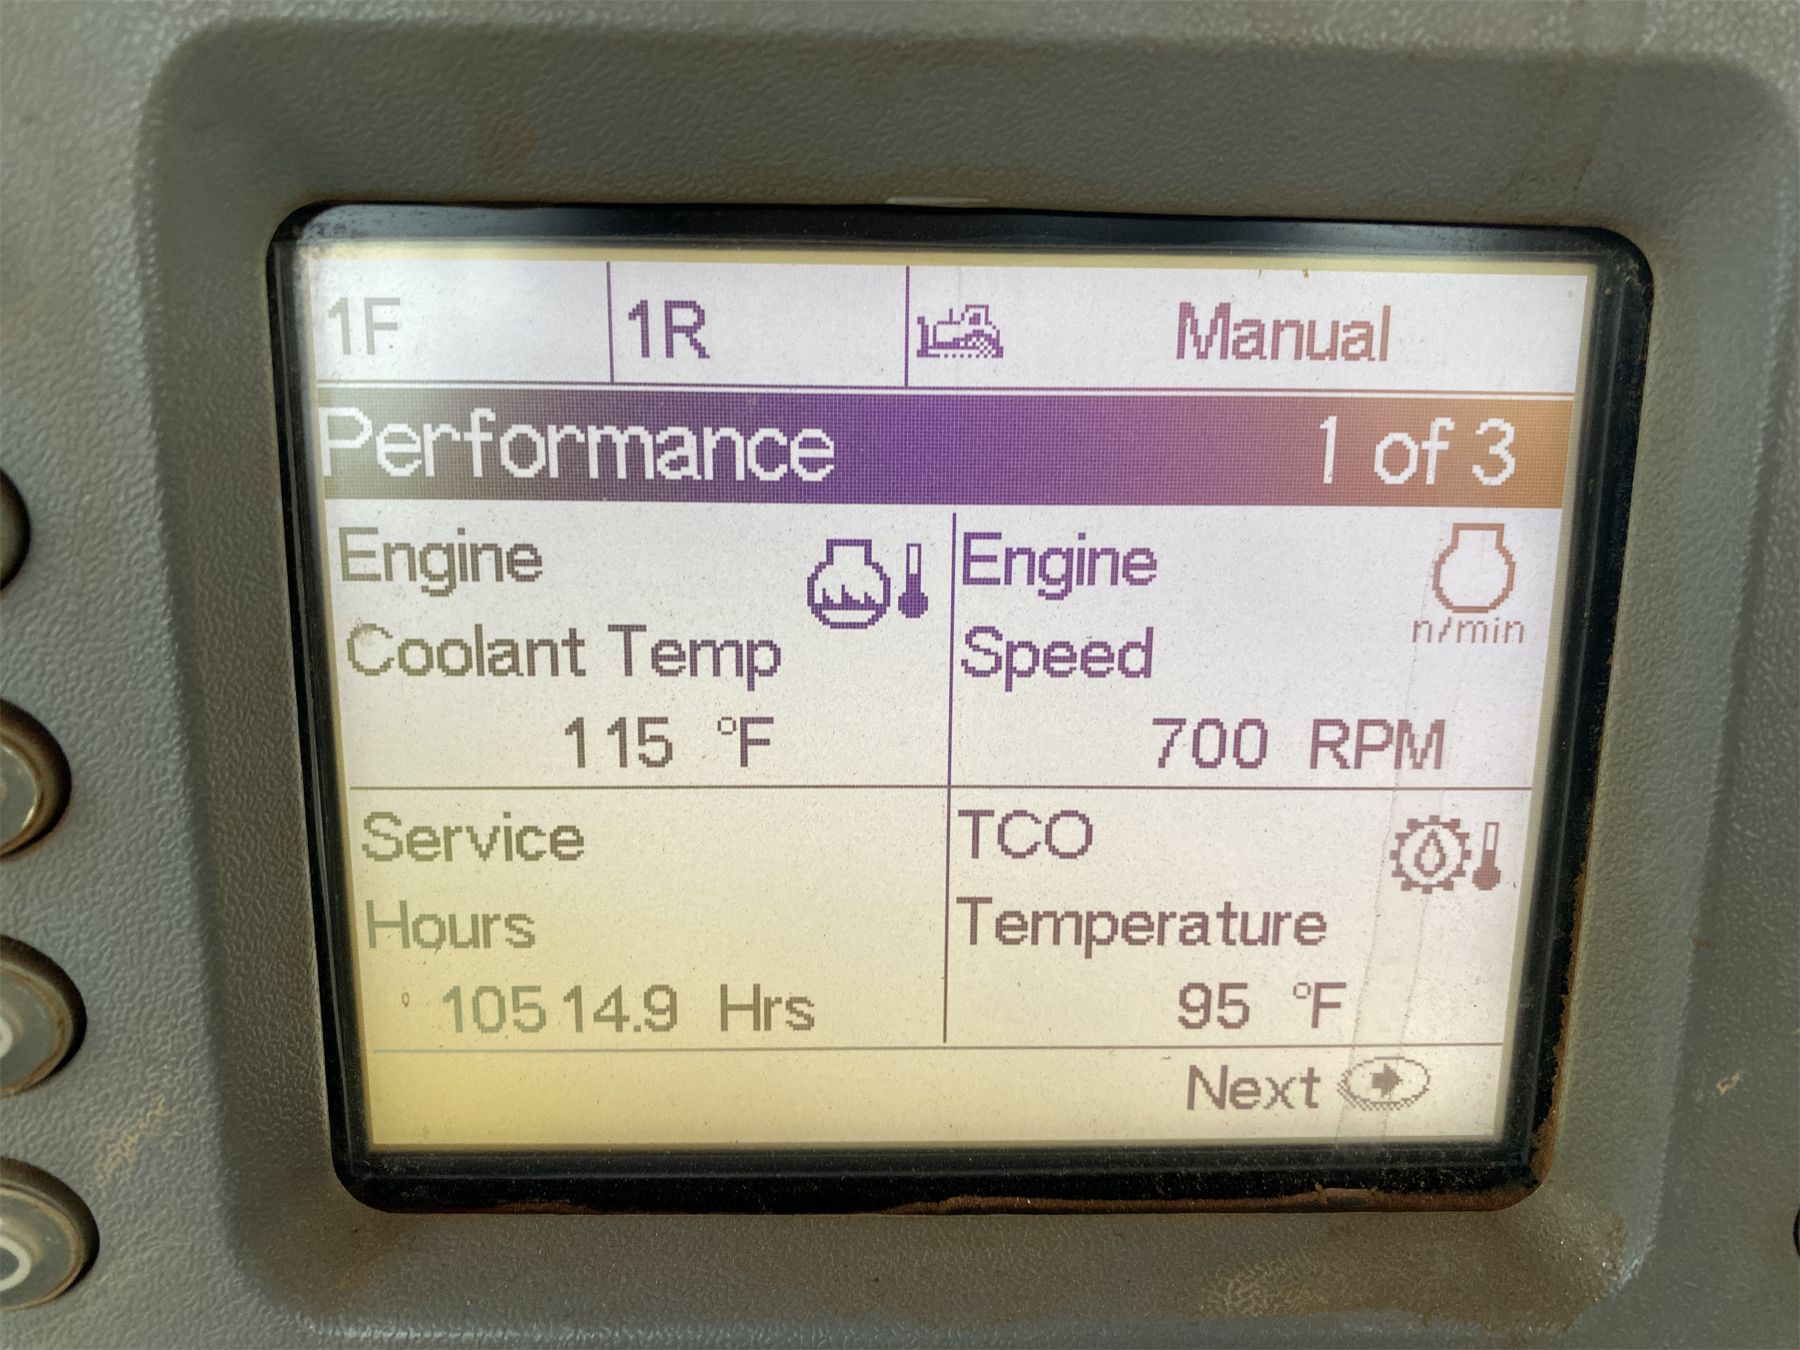 1F 1R Manual
Performance 1 of 3
Engine
Coolant Temp
115 °F
Engine
Speed
n/min
700 RPM
Service
Hours
10514.9 Hrs
TCO
Temperature
95 °F
Next